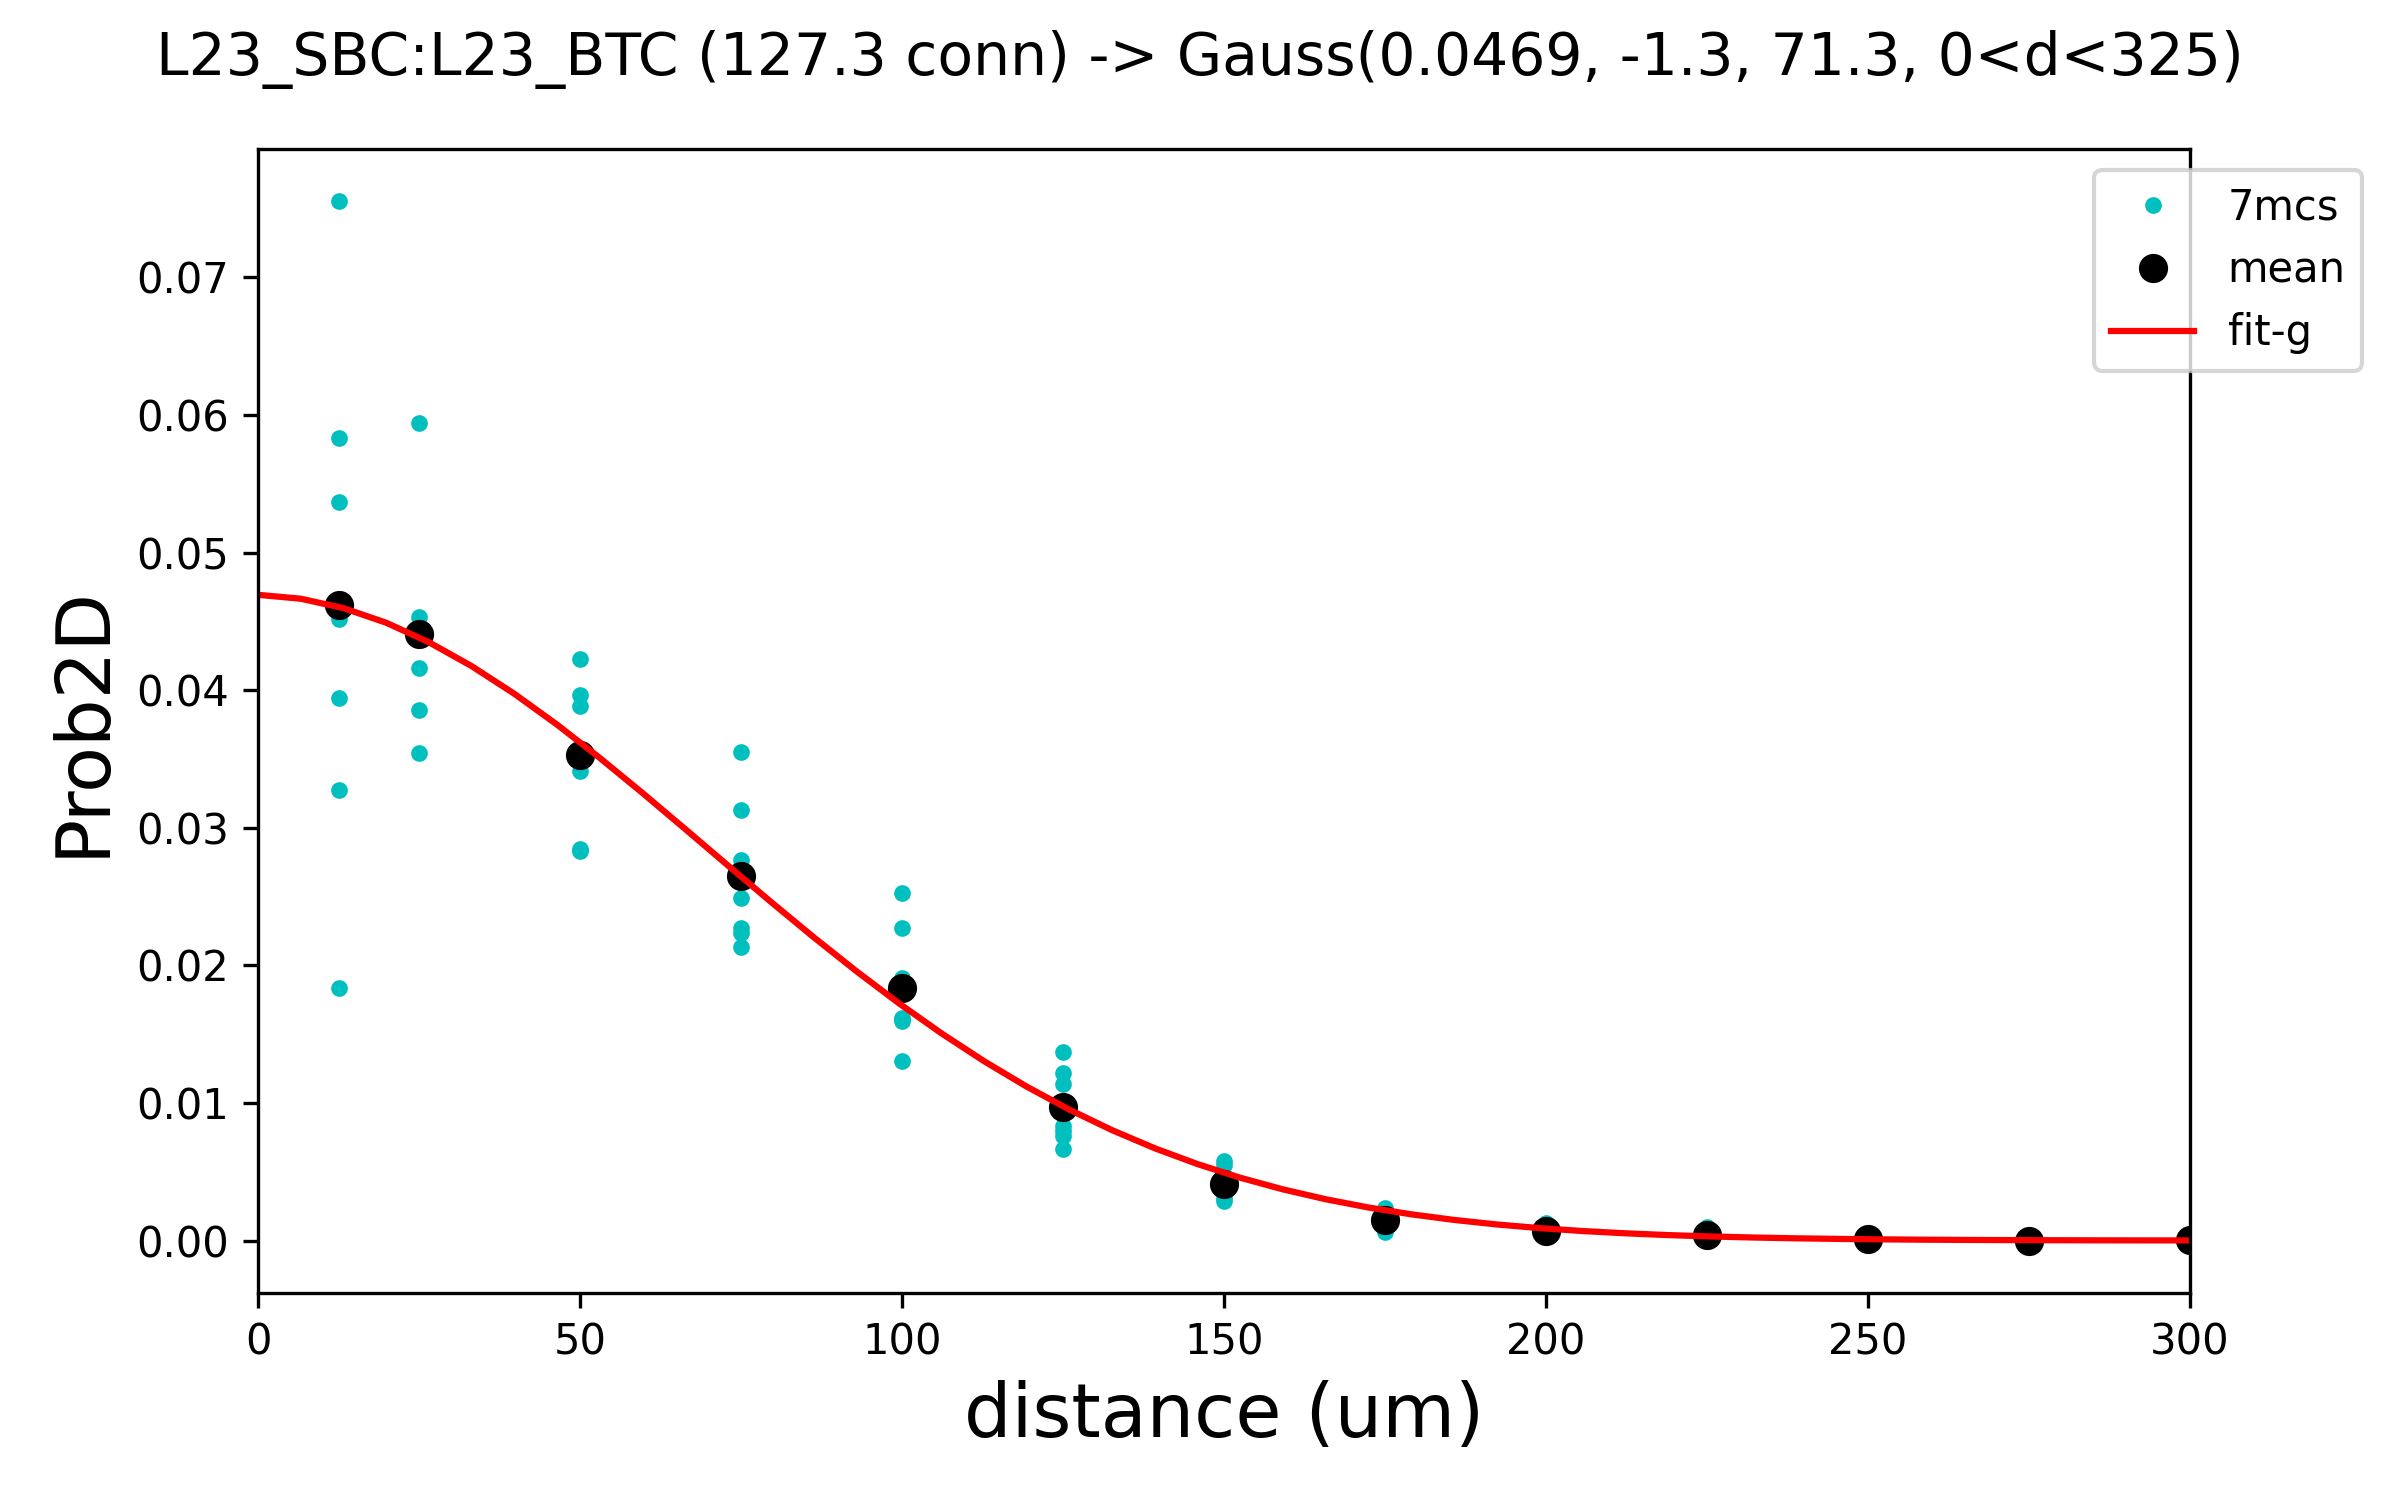 L23_SBC:L23_BTC (127.3 conn) -> Gauss(0.0469, -1.3, 71.3, 0<d<325)
7mcs
mean
fit-g
0.07
0.06
0.05
0.04
0.03
0.02
0.01
0.00
Prob2D
0 50 100 150 200 250 300
distance (um)